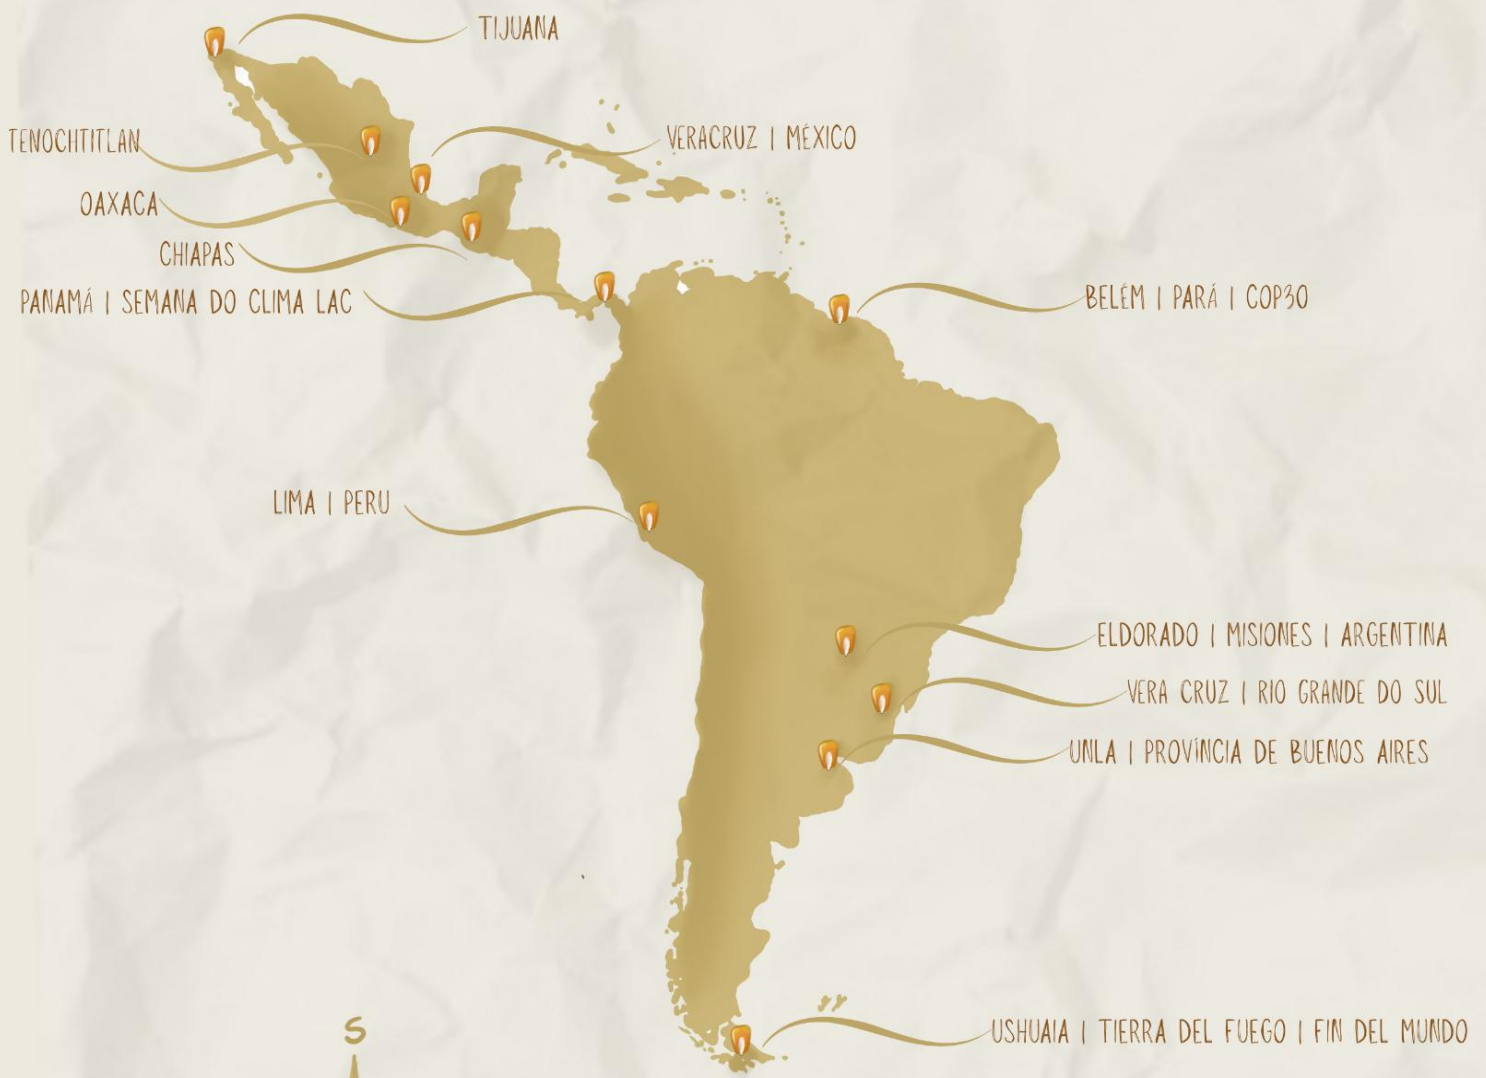 TIJUANA
TENOCHTITLAN
VERACRUZ | MÉXICO
OAXACA
CHIAPAS
PANAMÁ | SEMANA DO CLIMA LAC
BELÉM | PARÁ | COP30
LIMA | PERU
ELDORADO | MISIONES | ARGENTINA
VERA CRUZ | RIO GRANDE DO SUL
UNLA | PROVÍNCIA DE BUENOS AIRES
S
USHUAIA | TIERRA DEL FUEGO | FIN DEL MUNDO